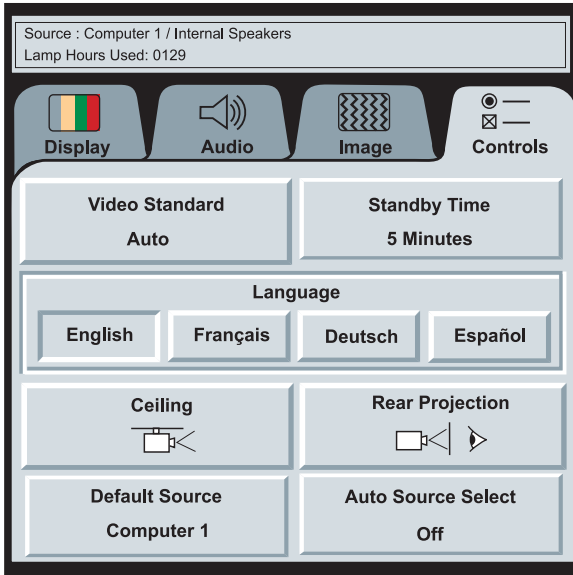 Source : Computer 1 / Internal Speakers
Lamp Hours Used: 0129
Display
Audio
Image
Controls
Video Standard
Auto
Standby Time
5 Minutes
Language
English
Français
Deutsch
Español
Ceiling
Rear Projection
Default Source
Computer 1
Auto Source Select
Off